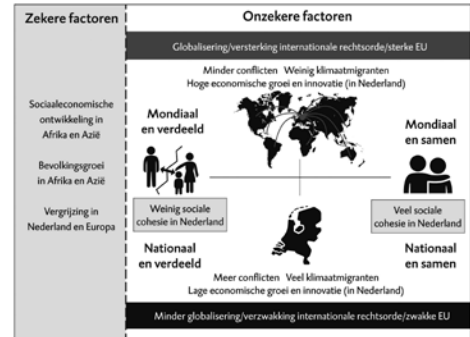 Zekere factoren
Sociaaleconomische
ontwikkeling in
Afrika en Azië
Bevolkingsgroei
in Afrika en Azië
Vergrijzing in
Nederland en Europa
Onzekere factoren
Globalisering/versterking internationale rechtsorde/sterke EU
Minder conflicten Weinig klimaatmigranten
Hoge economische groei en innovatie (in Nederland)
Mondiaal
en verdeeld
Mondiaal
en samen
Weinig sociale
cohesie in Nederland
Veel sociale
cohesie in Nederland
Nationaal
en verdeeld
Nationaal
en samen
Meer conflicten Veel klimaatmigranten
Lage economische groei en innovatie (in Nederland)
Minder globalisering/verzwakking internationale rechtsorde/zwakke EU